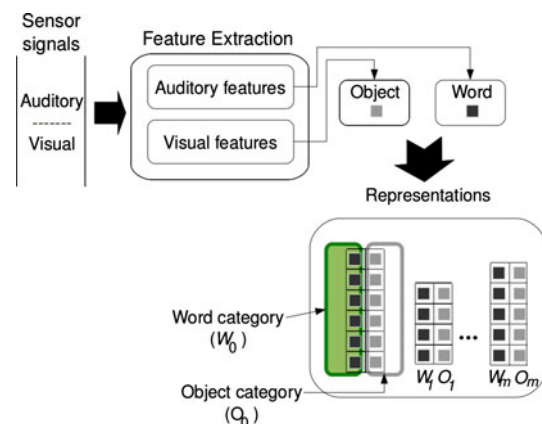 Sensor
signals
Feature Extraction
Auditory
Visual
Auditory features
Visual features
Object
Word
Representations
Word category
(W0)
Object category
(O0)
W1 O1
...
Wm Om